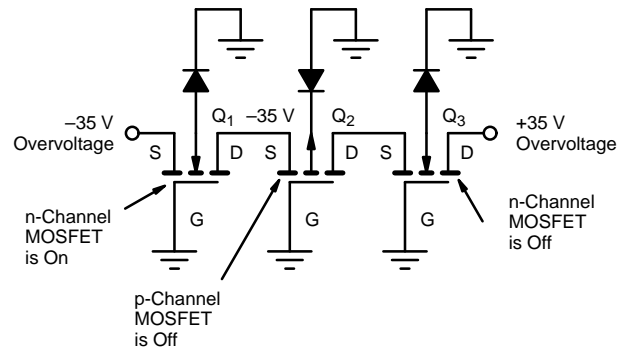 Q1
–35 V
Q2
Q3
–35 V
Overvoltage
+35 V
Overvoltage
S
D
S
D
S
D
n-Channel
MOSFET
is On
G
G
G
n-Channel
MOSFET
is Off
p-Channel
MOSFET
is Off